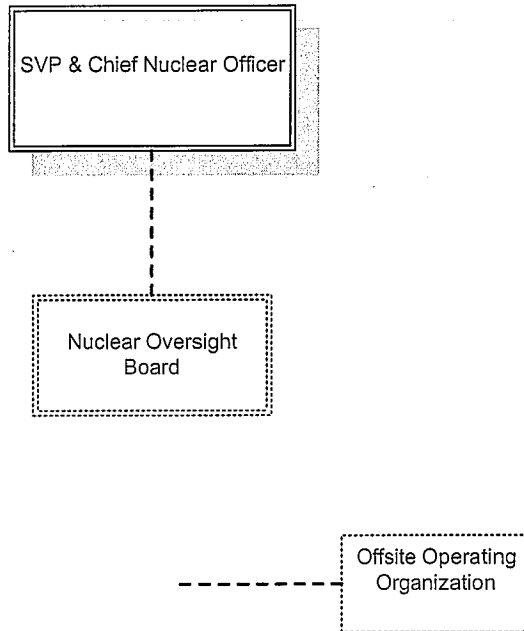 SVP & Chief Nuclear Officer
Nuclear Oversight
Board
Offsite Operating
Organization